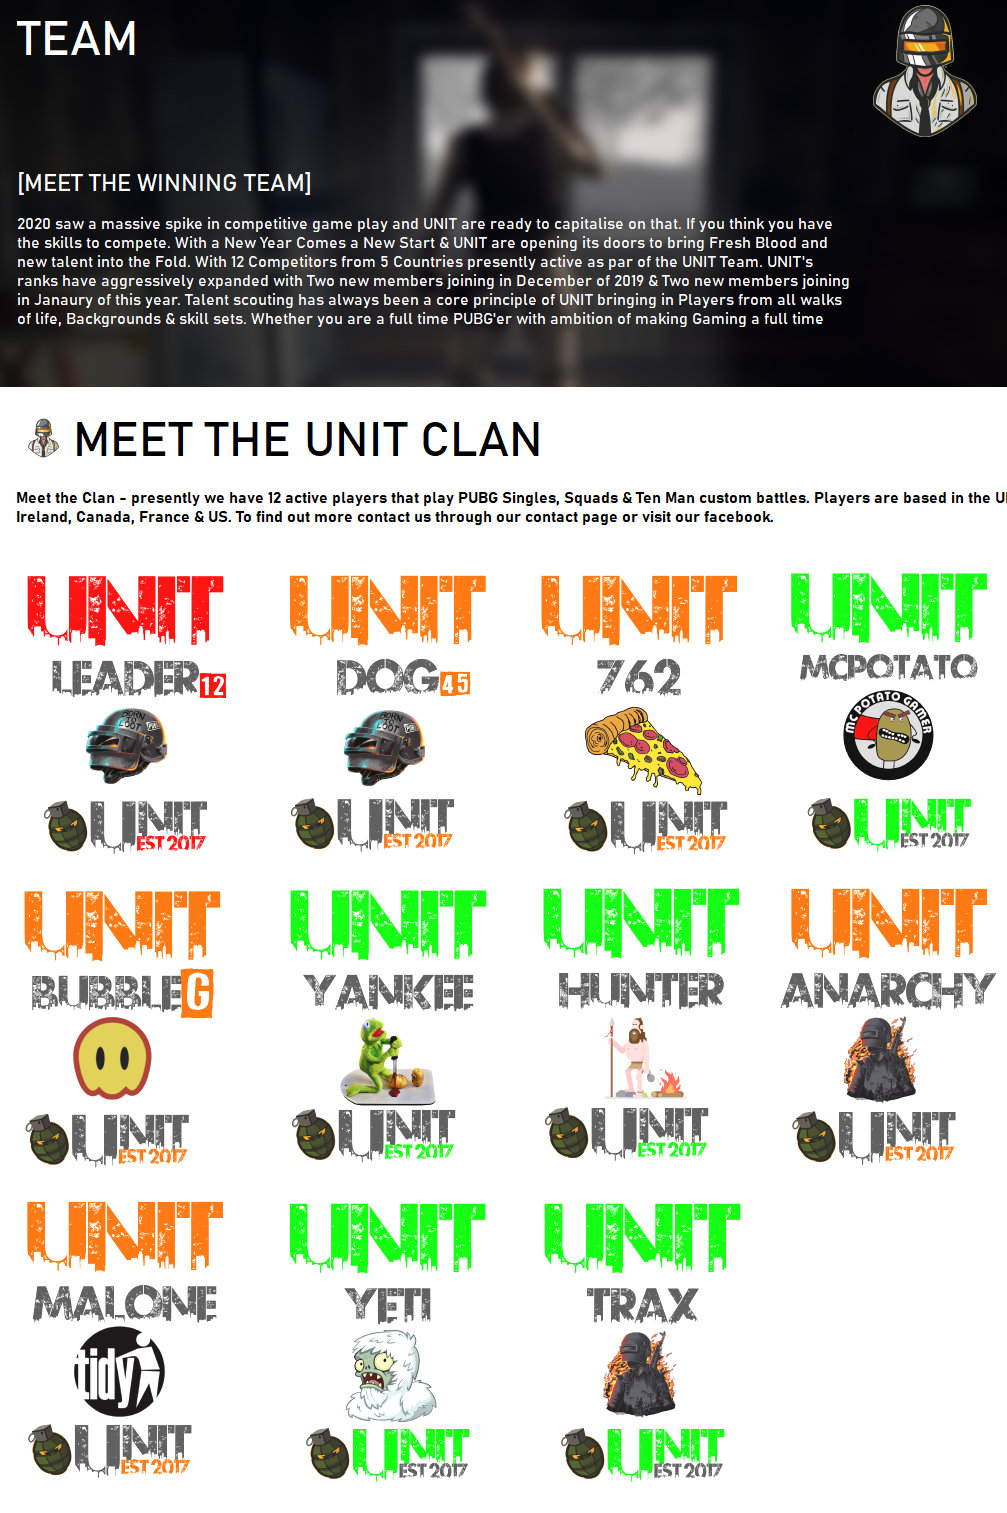 TEAM
[MEET THE WINNING TEAM]
2020 saw a massive spike in competitive game play and UNIT are ready to capitalise on that. If you think you have
the skills to compete. With a New Year Comes a New Start & UNIT are opening its doors to bring Fresh Blood and
new talent into the Fold. With 12 Competitors from 5 Countries presently active as par of the UNIT Team. UNIT's
ranks have aggressively expanded with Two new members joining in December of 2019 & Two new members joining
in Janaury of this year. Talent scouting has always been a core principle of UNIT bringing in Players from all walks
of life, Backgrounds & skill sets. Whether you are a full time PUBG'er with ambition of making Gaming a full time
MEET THE UNIT CLAN
Meet the Clan - presently we have 12 active players that play PUBG Singles, Squads & Ten Man custom battles. Players are based in the
Ireland, Canada, France & US. To find out more contact us through our contact page or visit our facebook.
UNIT
LEADER12
BORN TO LOOT
UNIT
EST 2017
UNIT
DOG45
BORN TO LOOT
UNIT
EST 2017
UNIT
762
UNIT
EST 2017
UNIT
MCPOTATO
MC POTATO GAMER
UNIT
EST 2017
UNIT
BUBBLEG
UNIT
EST 2017
UNIT
YANKEE
UNIT
EST 2017
UNIT
HUNTER
UNIT
EST 2017
UNIT
ANARCHY
UNIT
EST 2017
UNIT
MALONE
tidy
UNIT
EST 2017
UNIT
YETI
UNIT
EST 2017
UNIT
TRAX
UNIT
EST 2017